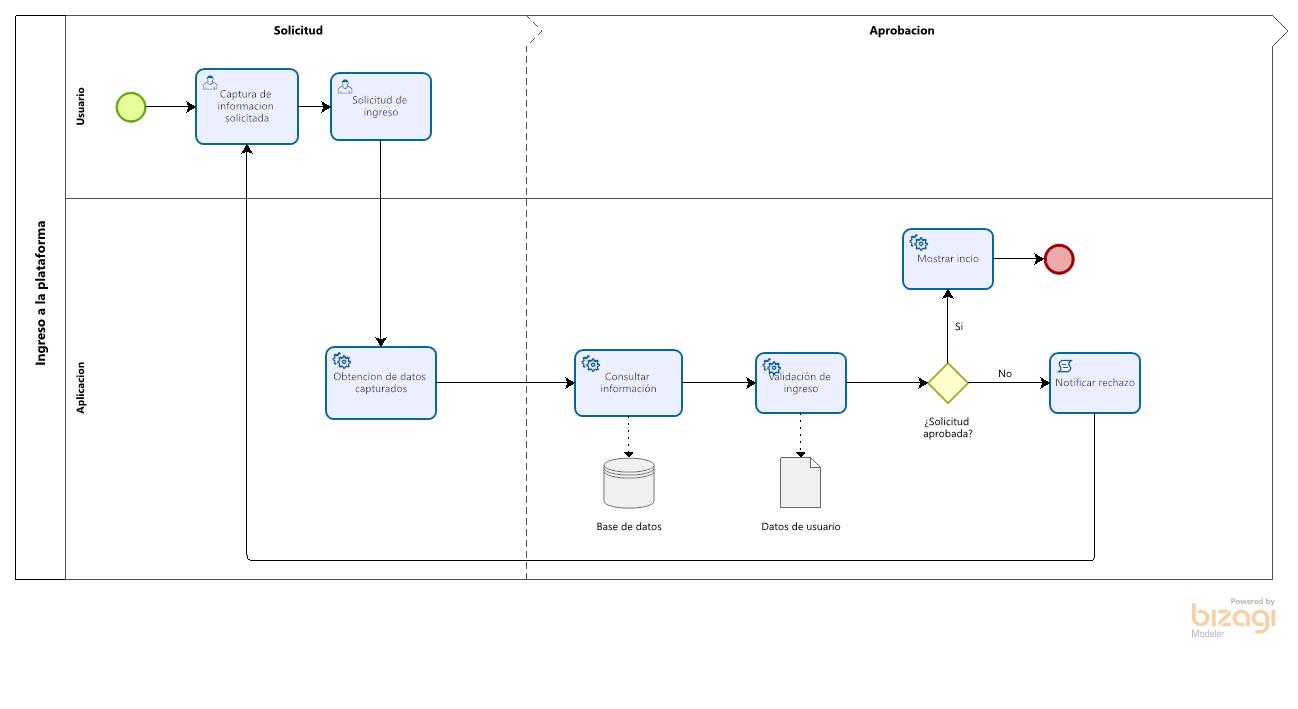 Solicitud
Aprobacion
Ingreso a la plataforma
Usuario
Captura de
informacion
solicitada
Solicitud de
ingreso
Aplicacion
Mostrar incio
Si
Obtencion de datos
capturados
Consultar
información
Validación de
ingreso
No
Notificar rechazo
¿Solicitud
aprobada?
Base de datos
Datos de usuario
Powered by
bizagi
Modeler